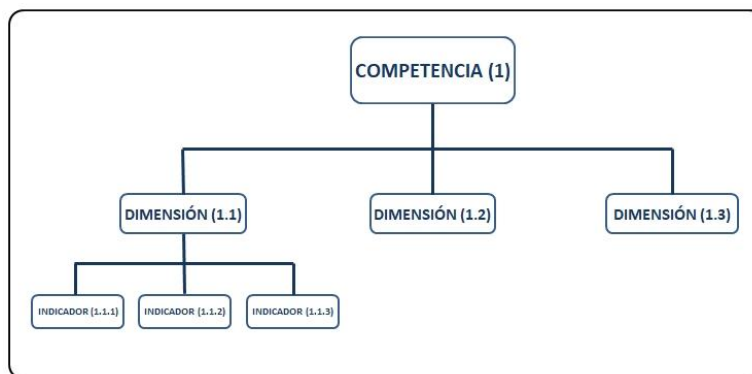 COMPETENCIA (1)
DIMENSIÓN (1.1)
DIMENSIÓN (1.2)
DIMENSIÓN (1.3)
INDICADOR (1.1.1)
INDICADOR (1.1.2)
INDICADOR (1.1.3)